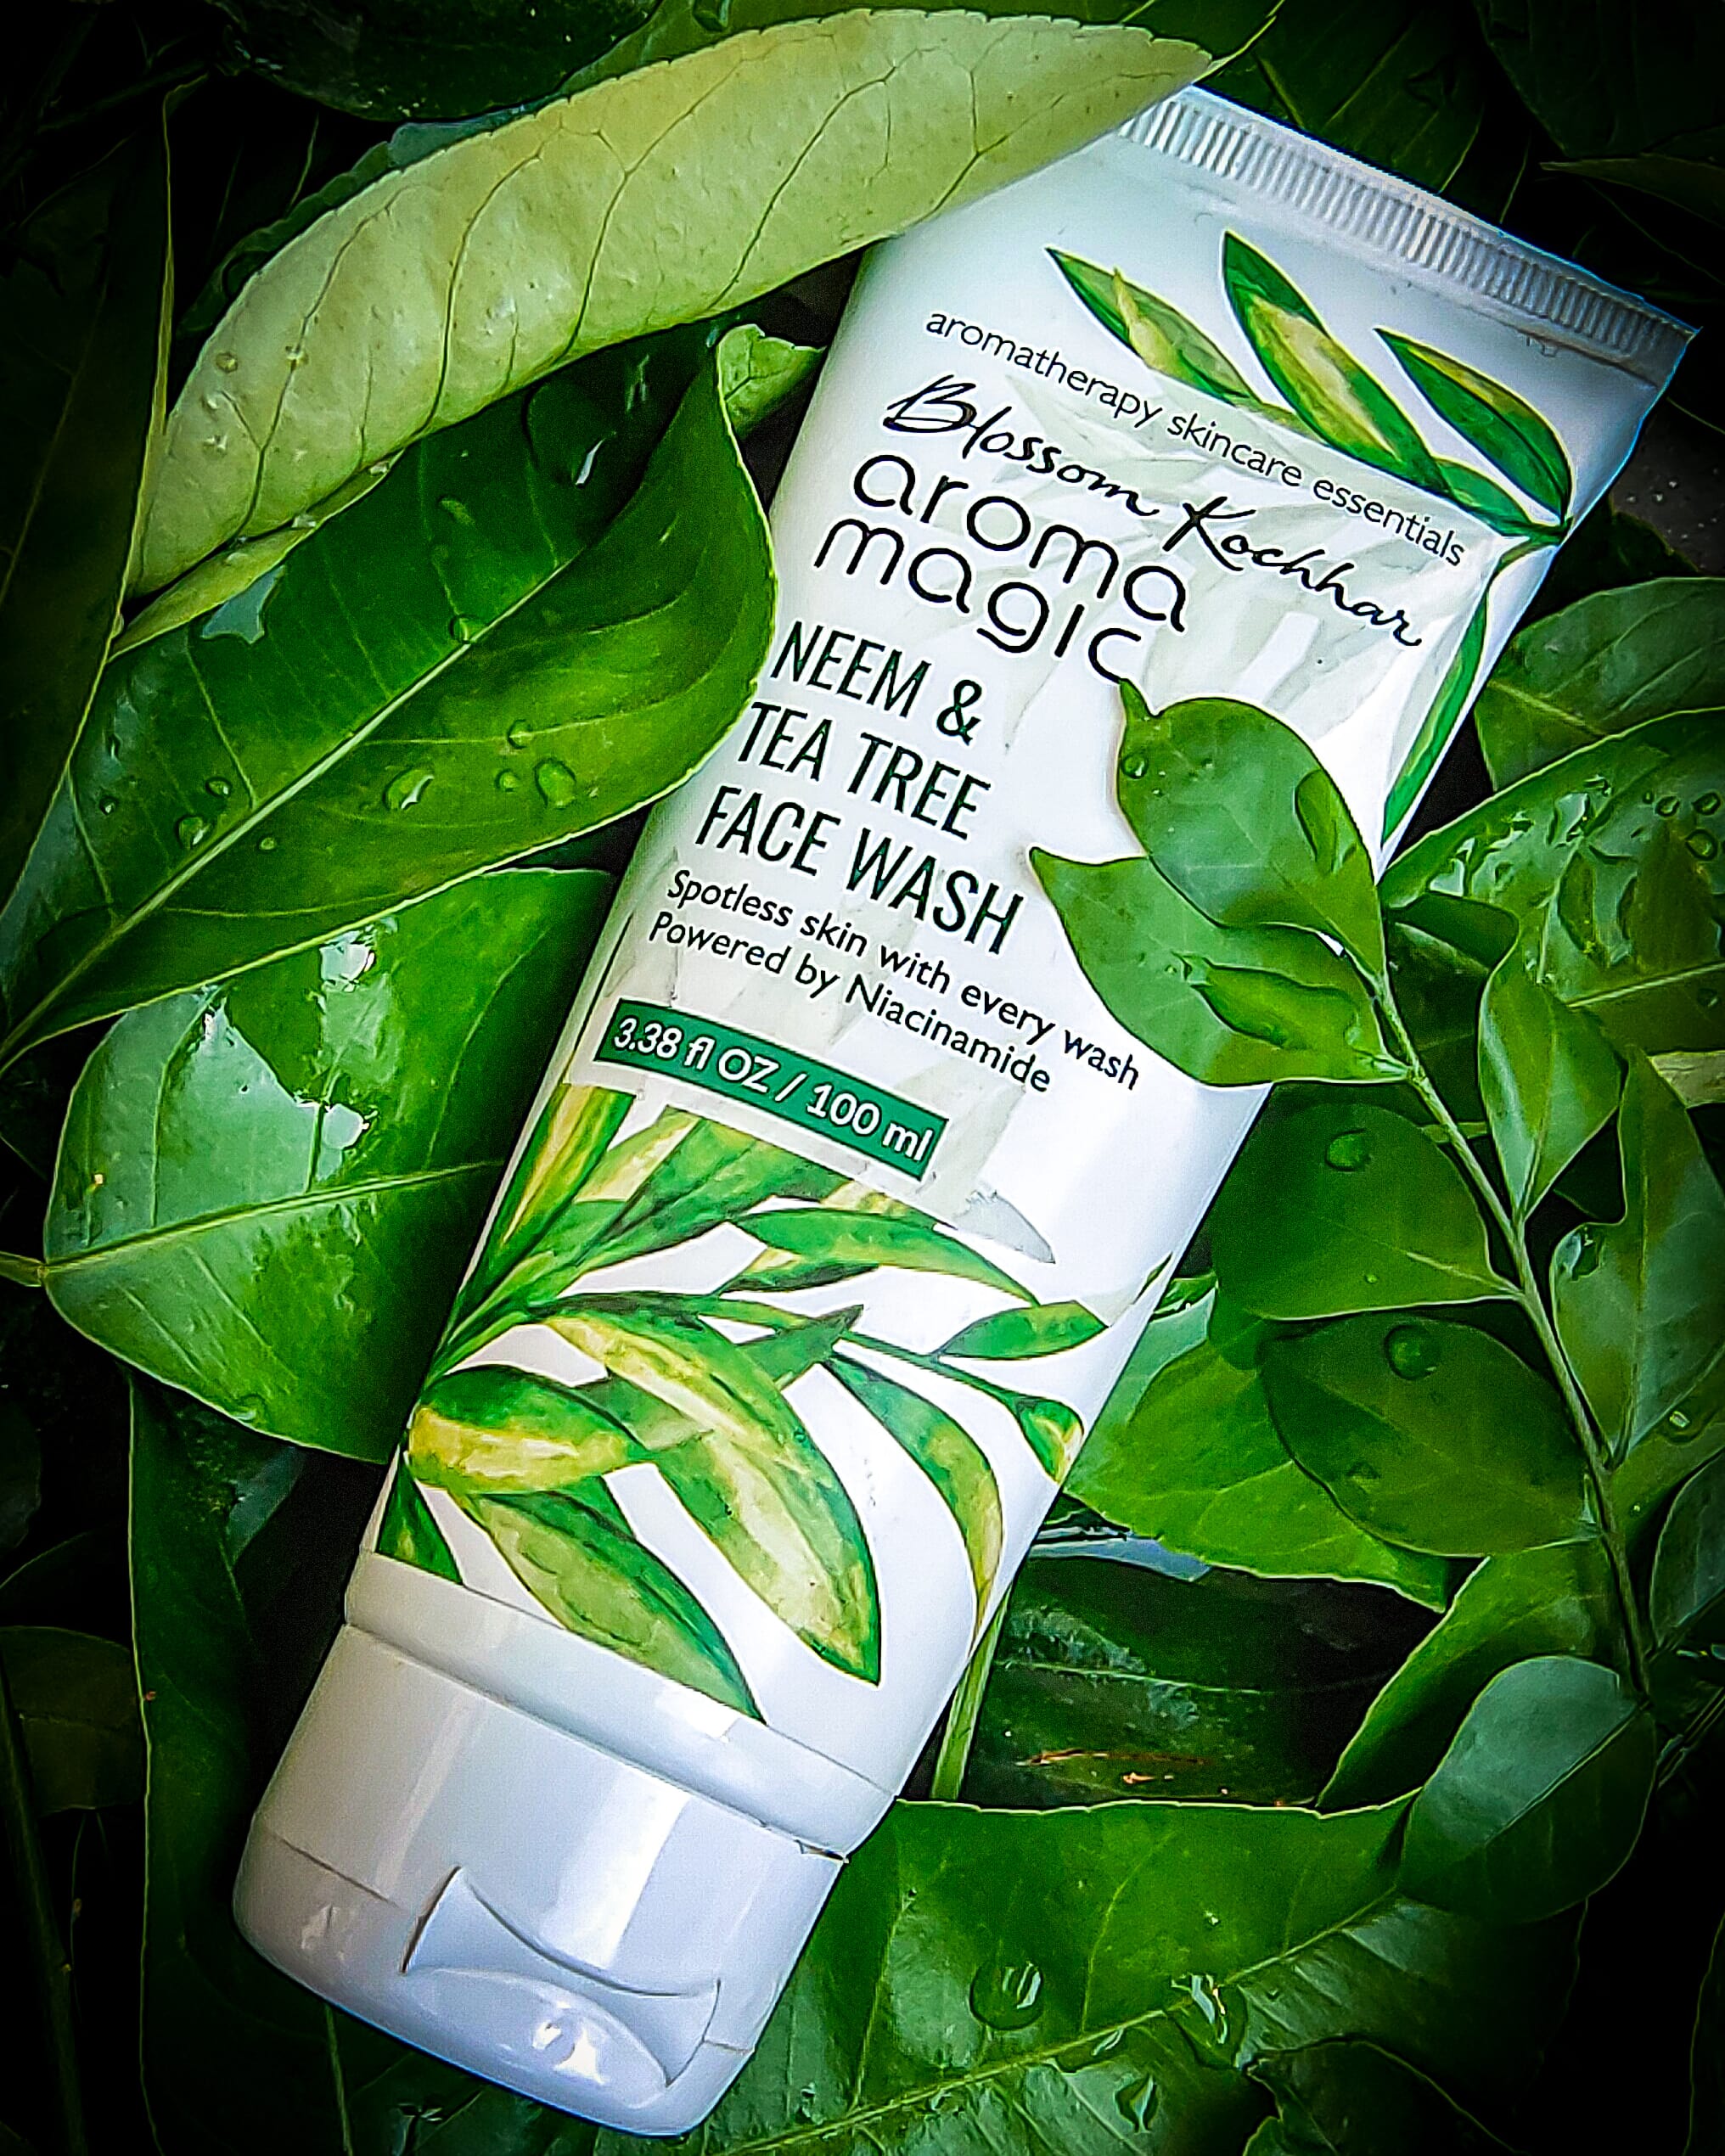 aromatherapy skincare essentials
Blossom Kochhar
aroma
magic
NEEM &
TEA TREE
FACE WASH
Spotless skin with every wash
Powered by Niacinamide
3.38 fl OZ / 100 ml